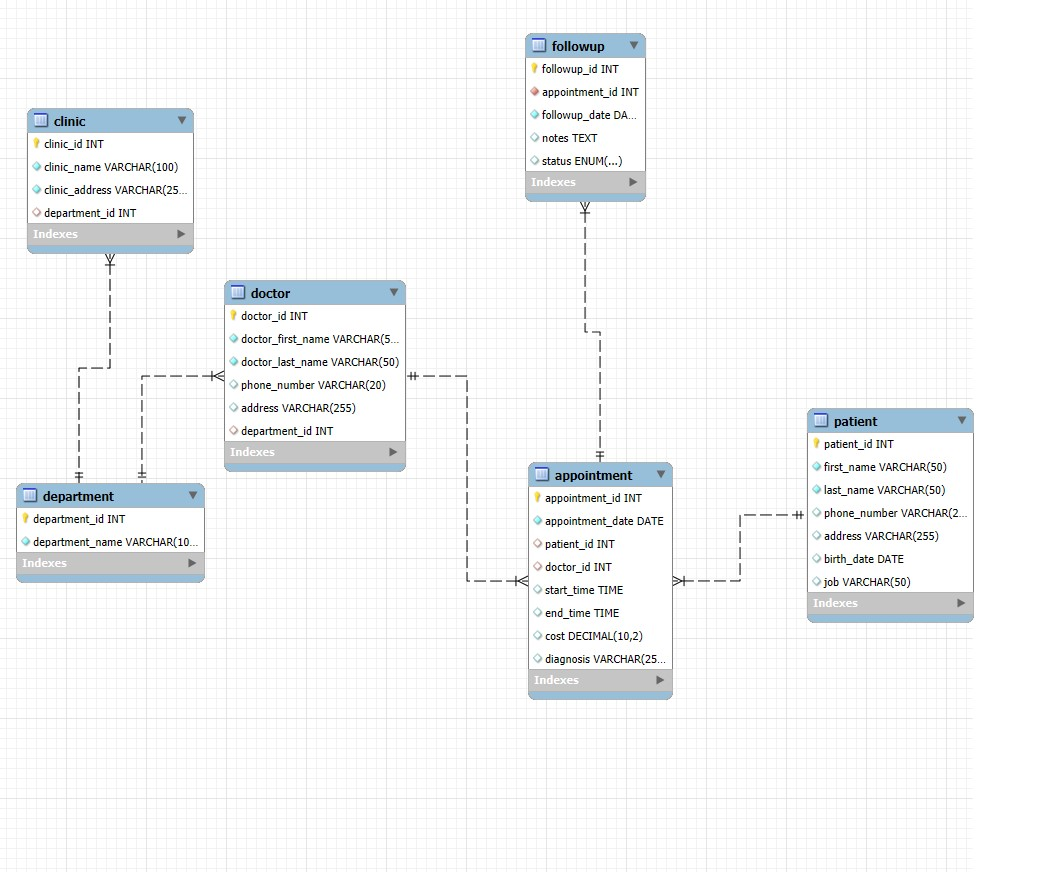 followup
followup_id INT
appointment_id INT
followup_date DA...
notes TEXT
status ENUM(...)
Indexes
clinic
clinic_id INT
clinic_name VARCHAR(100)
clinic_address VARCHAR(25...
department_id INT
Indexes
doctor
doctor_id INT
doctor_first_name VARCHAR(5...
doctor_last_name VARCHAR(50)
phone_number VARCHAR(20)
address VARCHAR(255)
department_id INT
Indexes
department
department_id INT
department_name VARCHAR(10...
Indexes
appointment
appointment_id INT
appointment_date DATE
patient_id INT
doctor_id INT
start_time TIME
end_time TIME
cost DECIMAL(10,2)
diagnosis VARCHAR(25...
Indexes
patient
patient_id INT
first_name VARCHAR(50)
last_name VARCHAR(50)
phone_number VARCHAR(2...
address VARCHAR(255)
birth_date DATE
job VARCHAR(50)
Indexes